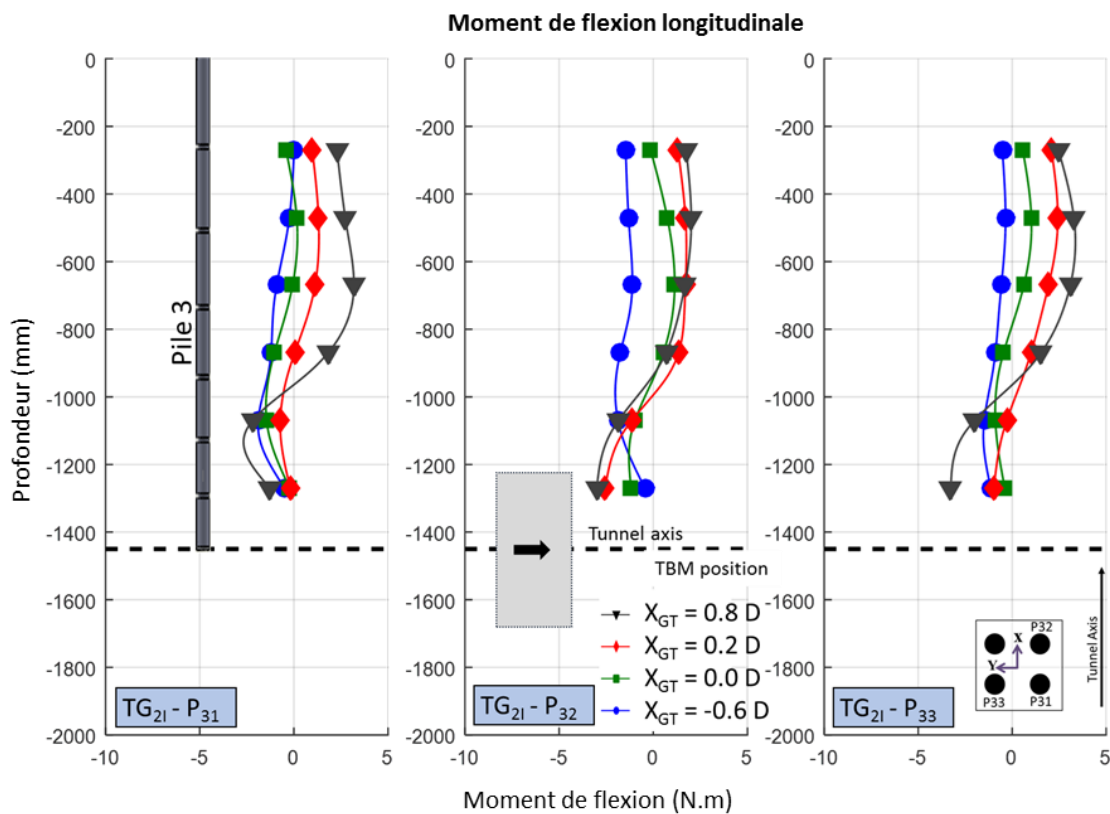 Moment de flexion longitudinale
Profondeur (mm)
0
-200
-400
-600
-800
-1000
-1200
-1400
-1600
-1800
-2000
-10
-5
0
5
Pile 3
TG2I - P31
0
-200
-400
-600
-800
-1000
-1200
-1400
-1600
-1800
-2000
-10
-5
0
5
Tunnel axis
TBM position
XGT = 0.8 D
XGT = 0.2 D
XGT = 0.0 D
XGT = -0.6 D
TG2I - P32
0
-200
-400
-600
-800
-1000
-1200
-1400
-1600
-1800
-2000
-10
-5
0
5
P32
X
Y
P33
P31
Tunnel Axis
TG2I - P33
Moment de flexion (N.m)